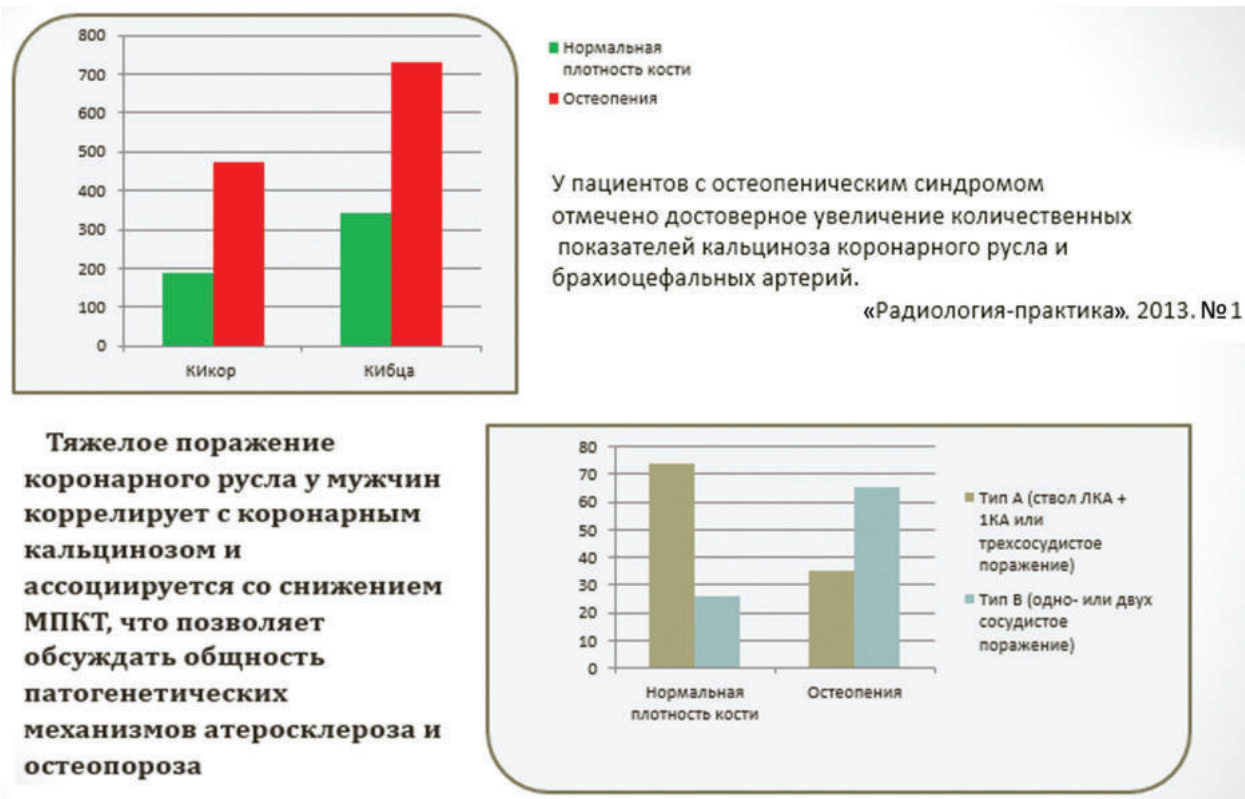 800
700
600
500
400
300
200
100
0
КИкор
КИбца
Нормальная
плотность кости
Остеопения
У пациентов с остеопеническим синдромом
отмечено достоверное увеличение количественных
показателей кальциноза коронарного русла и
брахиоцефальных артерий.
«Радиология-практика». 2013. №1
Тяжелое поражение
коронарного русла у мужчин
коррелирует с коронарным
кальцинозом и
ассоциируется со снижением
МПКТ, что позволяет
обсуждать общность
патогенетических
механизмов атеросклероза и
остеопороза
80
70
60
50
40
30
20
10
0
Нормальная
плотность кости
Остеопения
Тип А (ствол ЛКА +
1КА или
трехсосудистое
поражение)
Тип В (одно- или двух
сосудистое
поражение)